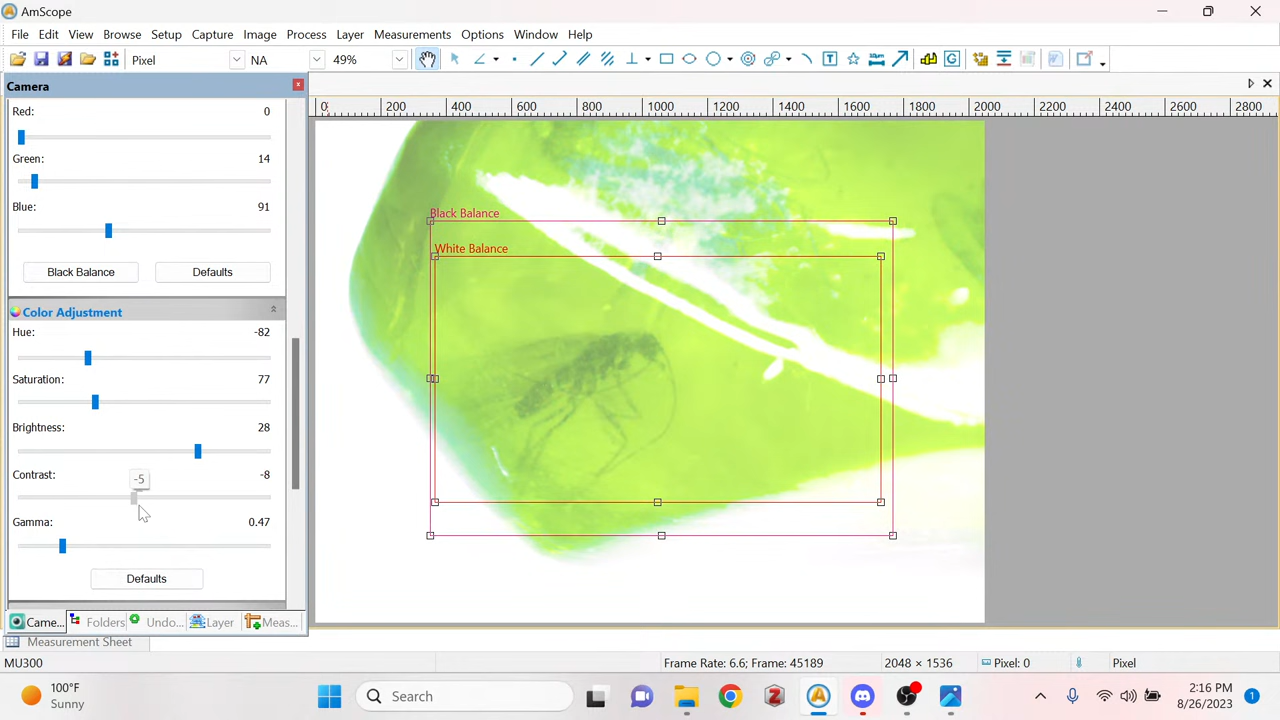 AmScope
File Edit View Browse Setup Capture Image Process Layer Measurements Options Window Help
Pixel NA 49%
Camera
0 200 400 600 800 1000 1200 1400 1600 1800 2000 2200 2400 2600 2800
Red: 0
Green: 14
Blue: 91
Black Balance Defaults
Color Adjustment
Hue: -82
Saturation: 77
Brightness: 28
Contrast: -8
-5
Gamma: 0.47
Defaults
Black Balance
White Balance
Came... Folders Undo... Layer Meas...
Measurement Sheet
MU300 Frame Rate: 6.6; Frame: 45189 2048 × 1536 Pixel: 0 Pixel
100°F
Sunny
Search
2:16 PM
8/26/2023
1